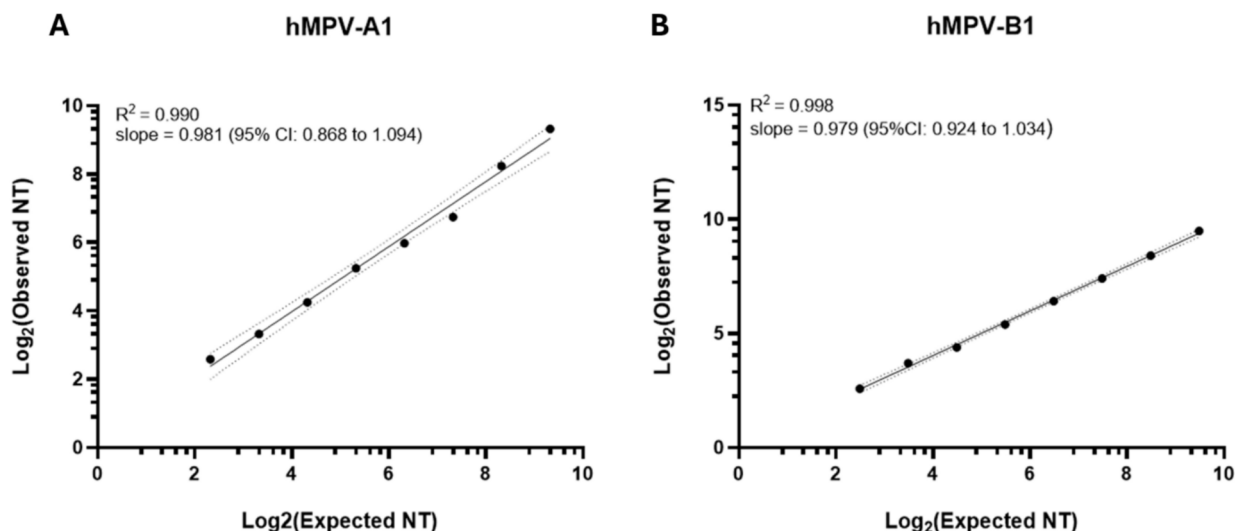 A
hMPV-A1
R² = 0.990
slope = 0.981 (95% CI: 0.868 to 1.094)
10
8
6
4
2
0
Log₂(Observed NT)
0 2 4 6 8 10
Log2(Expected NT)
B
hMPV-B1
R² = 0.998
slope = 0.979 (95%CI: 0.924 to 1.034)
15
10
5
0
Log₂(Observed NT)
0 2 4 6 8 10
Log₂(Expected NT)